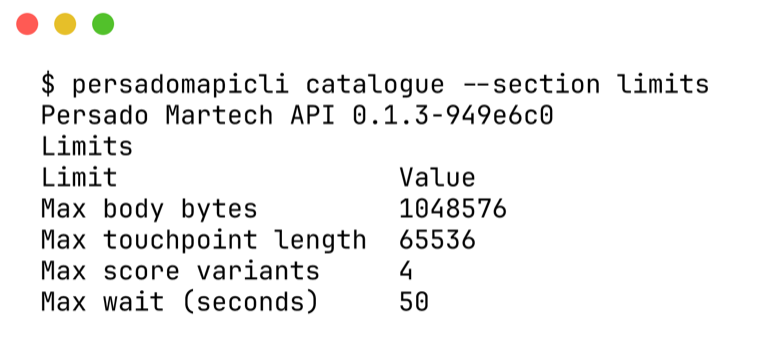 $ persadomapicli catalogue --section limits
Persado Martech API 0.1.3-949e6c0
Limits
Limit Value
Max body bytes 1048576
Max touchpoint length 65536
Max score variants 4
Max wait (seconds) 50